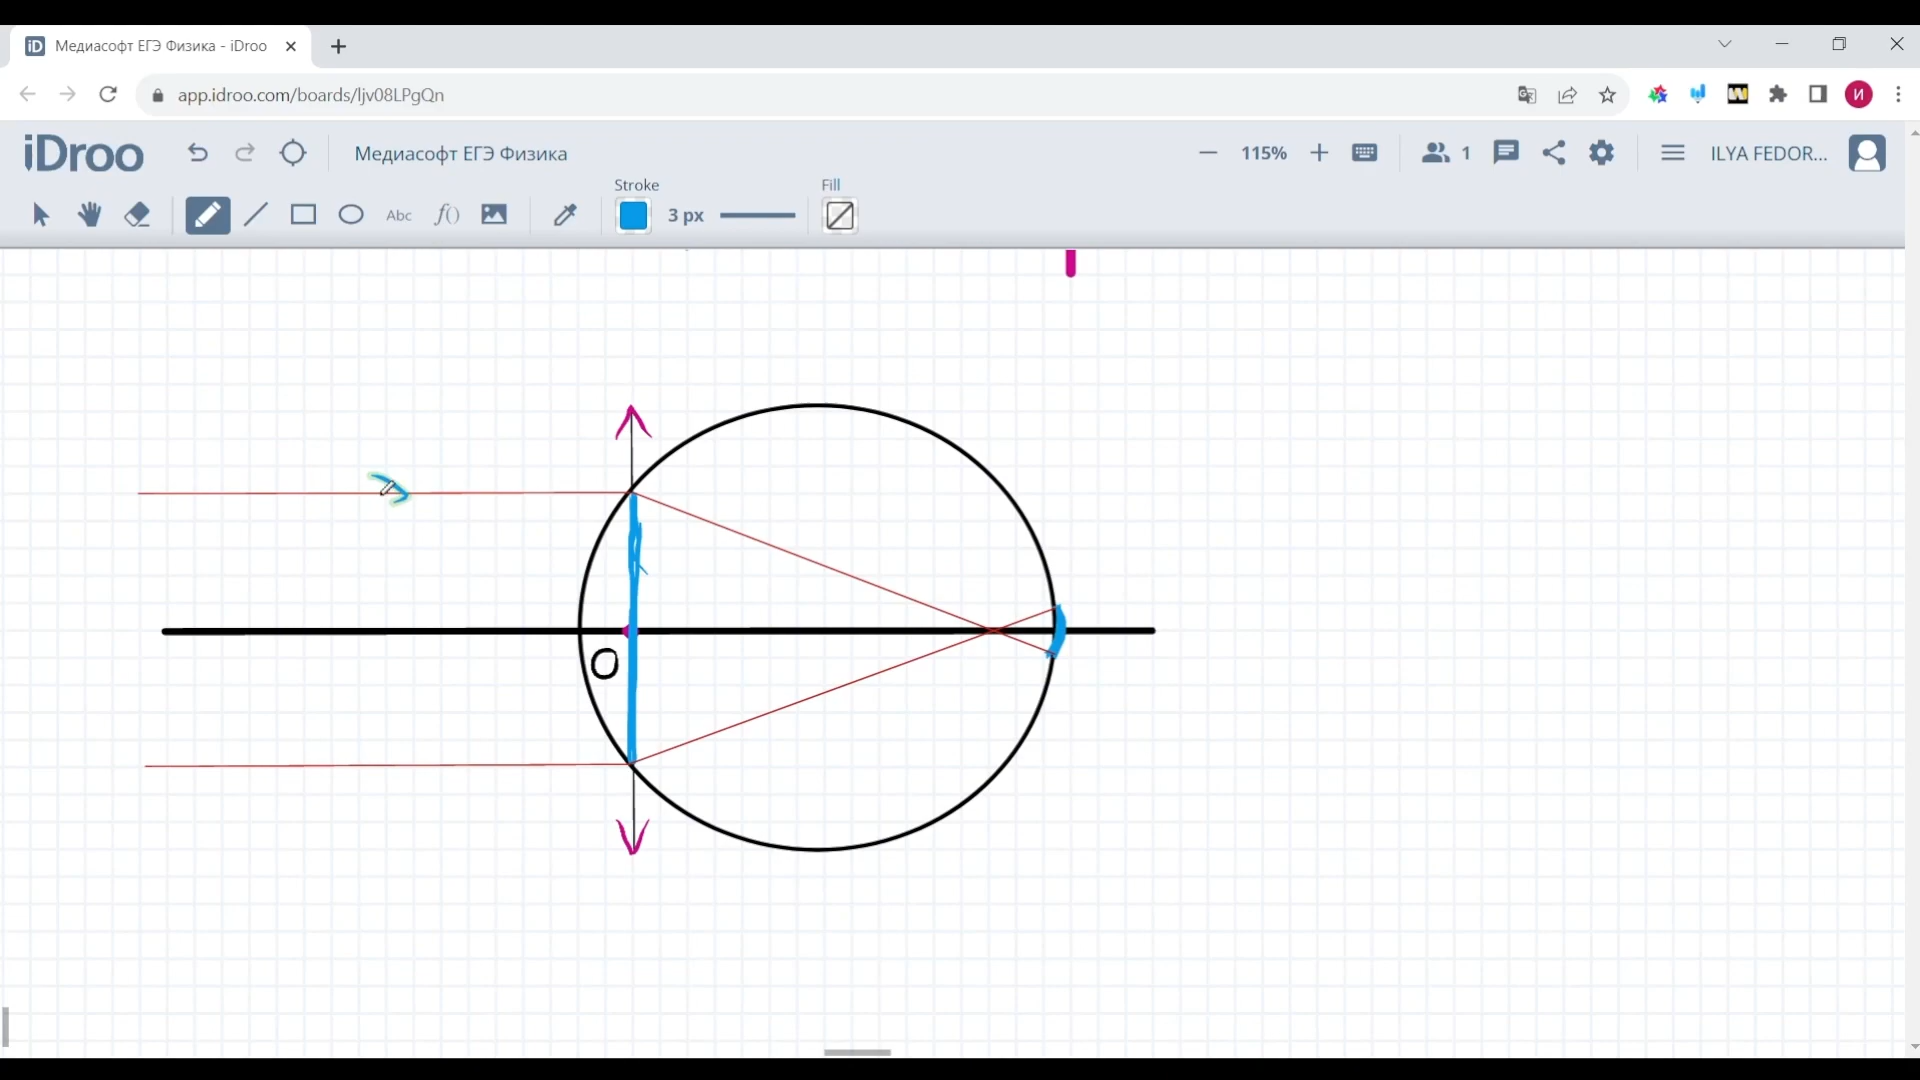 Медиасофт ЕГЭ Физика - iDroo
app.idroo.com/boards/ljv08LPgQn
И
iDroo
Медиасофт ЕГЭ Физика
115%
1
ILYA FEDOR...
Abc
f()
Stroke
3 px
Fill
O